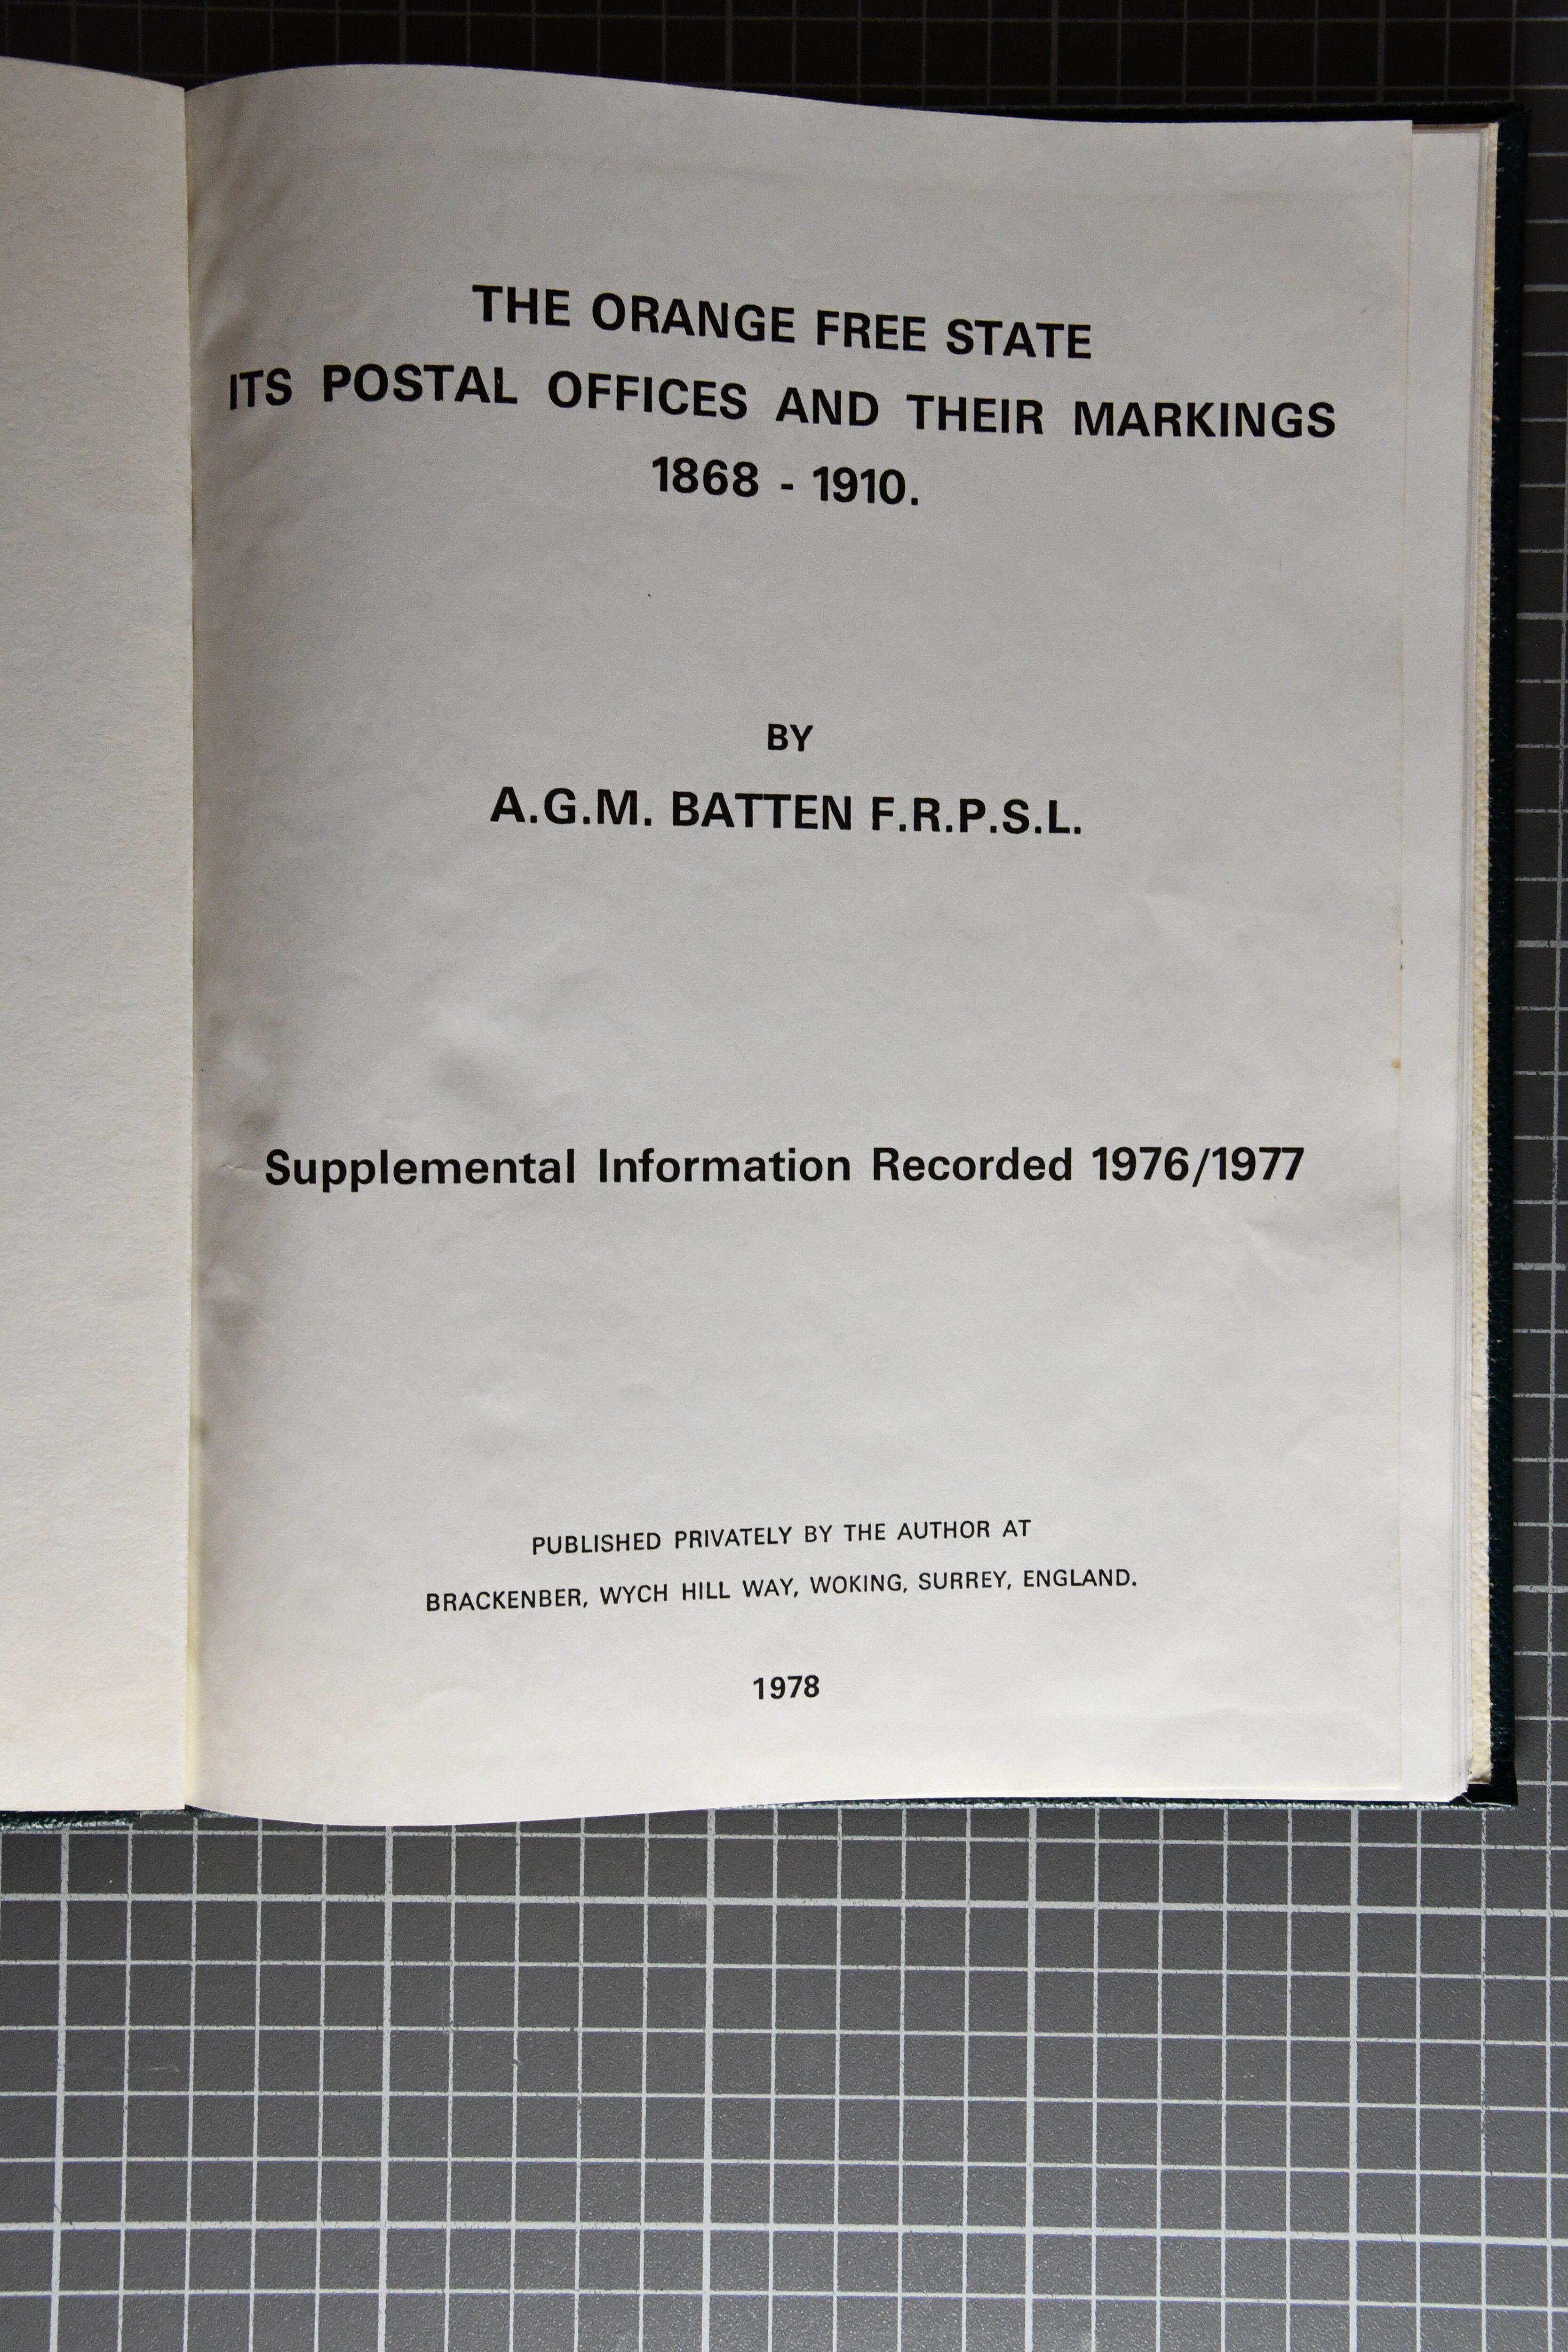 THE ORANGE FREE STATE
ITS POSTAL OFFICES AND THEIR MARKINGS
1868 - 1910.
BY
A.G.M. BATTEN F.R.P.S.L.
Supplemental Information Recorded 1976/1977
PUBLISHED PRIVATELY BY THE AUTHOR AT
BRACKENBER, WYCH HILL WAY, WOKING, SURREY, ENGLAND.
1978